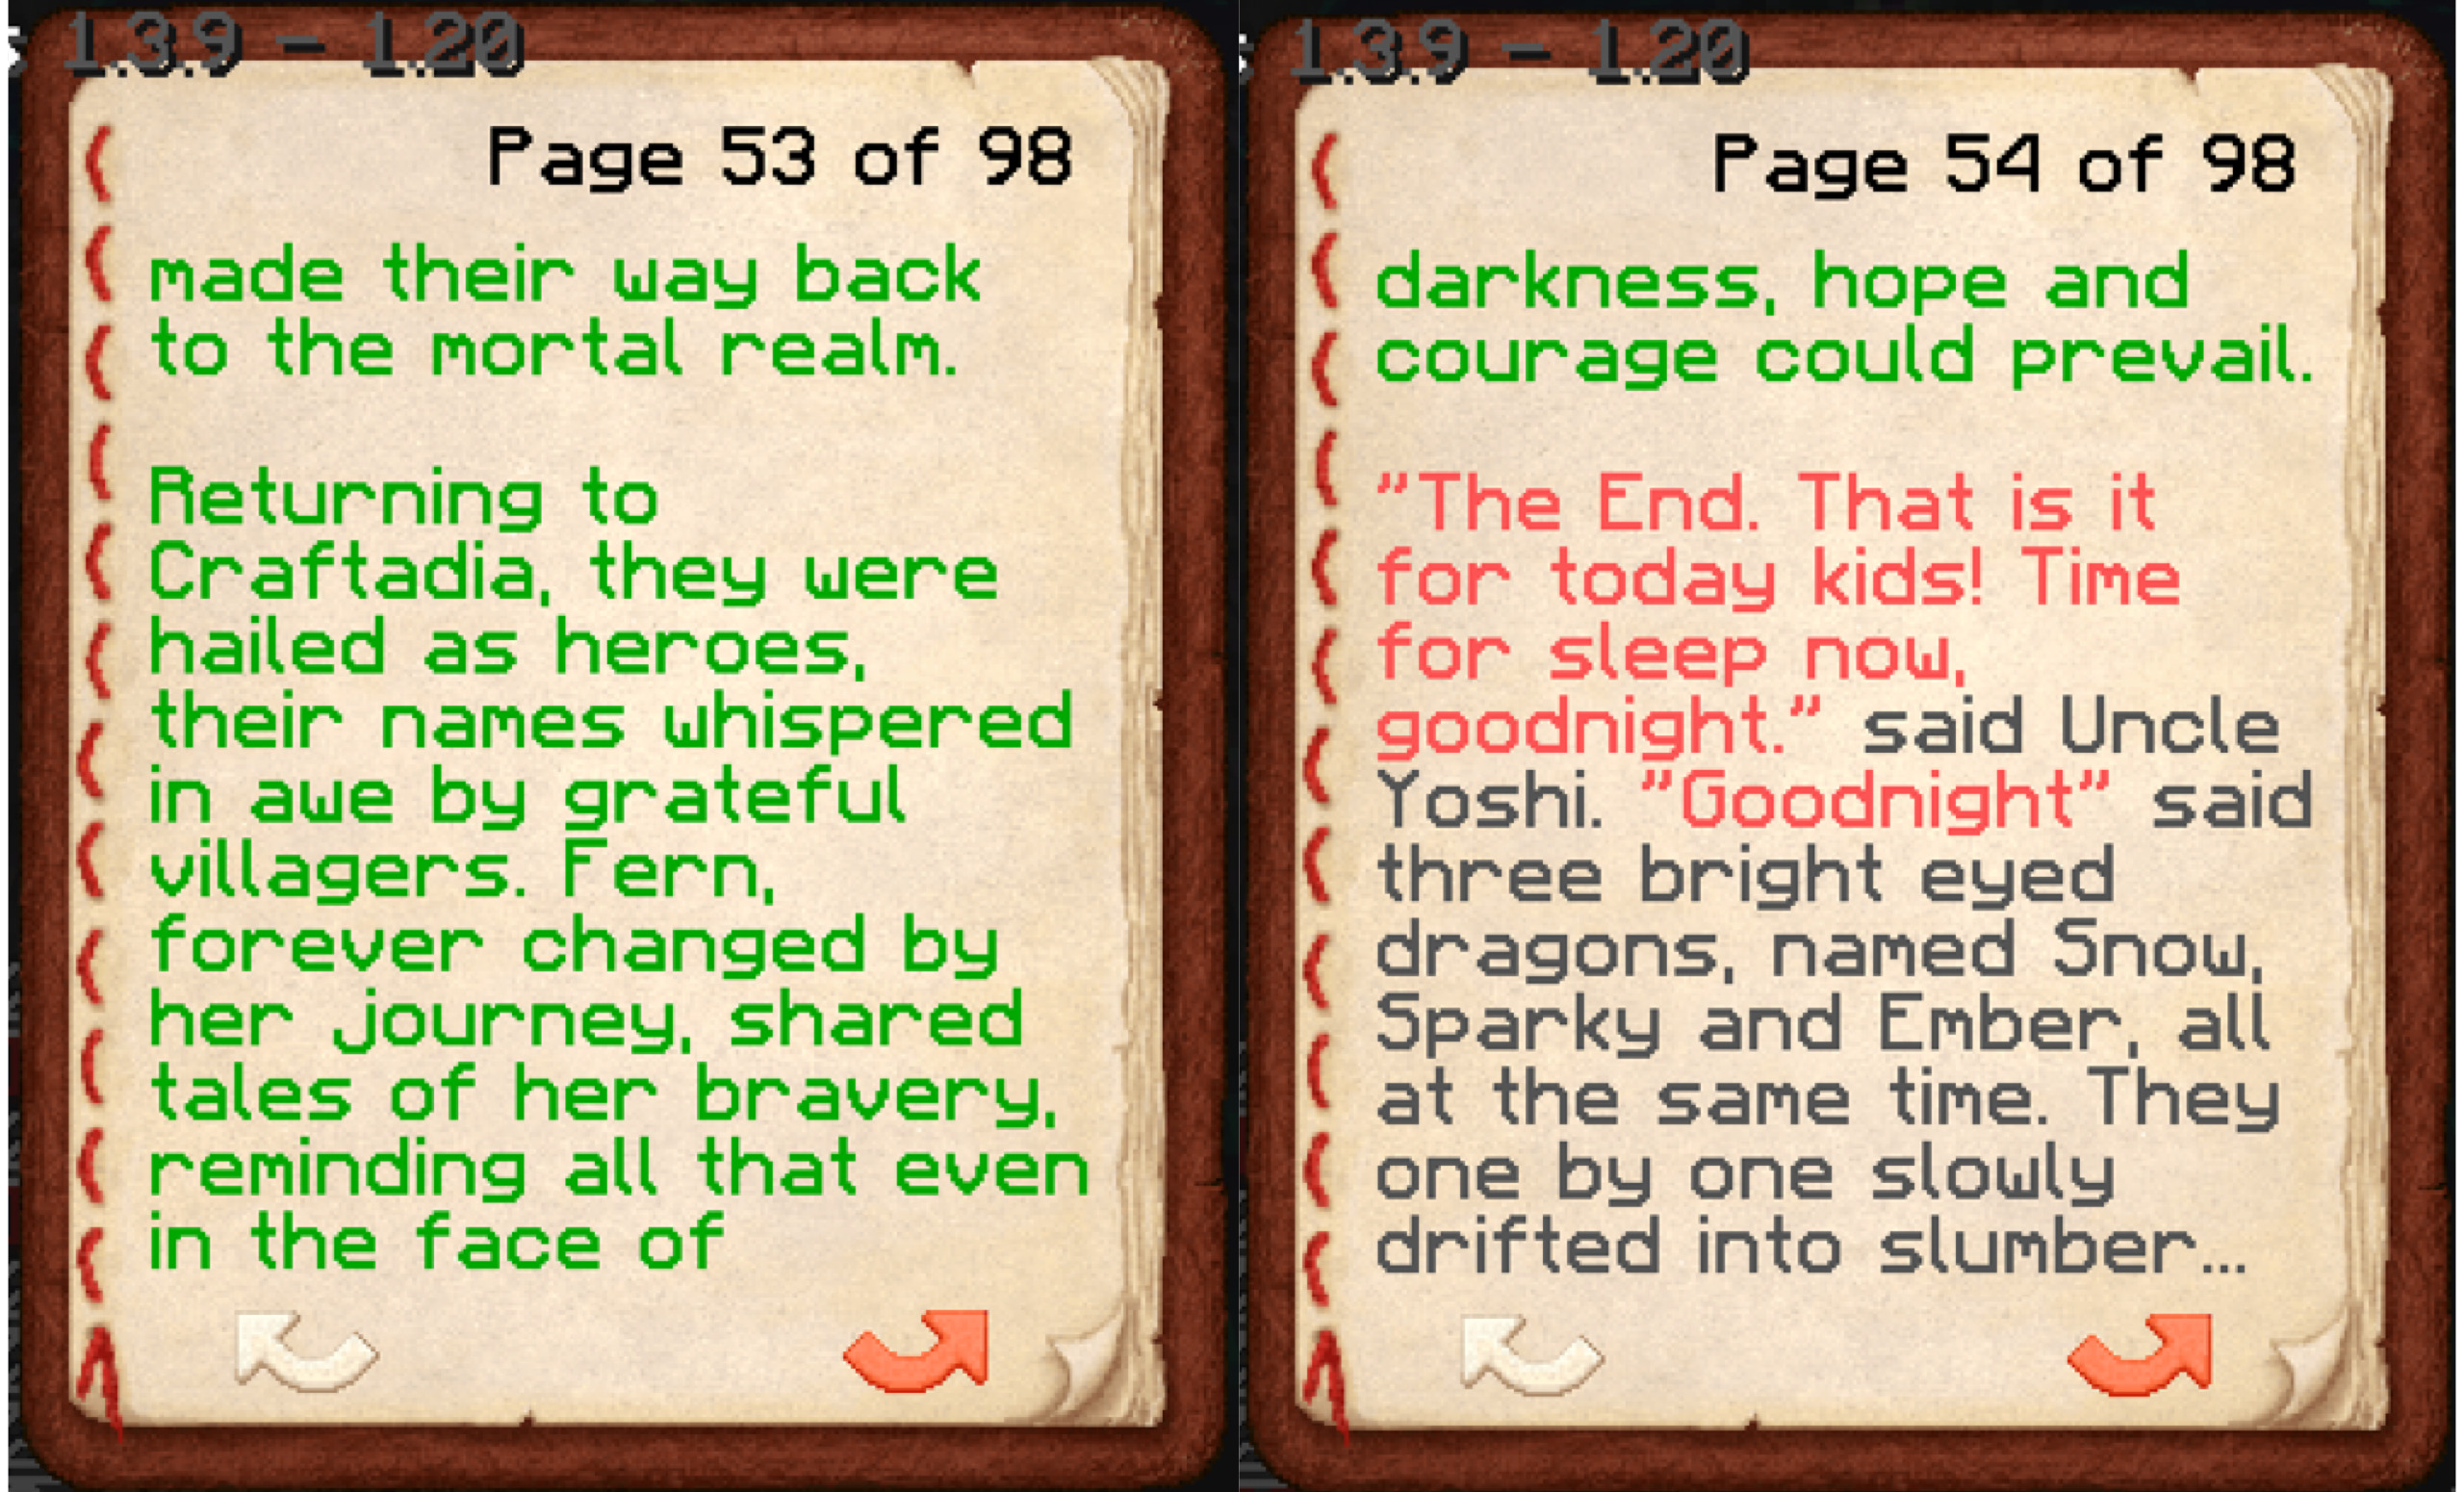 1.3.9 - 1.20
Page 53 of 98
made their way back
to the mortal realm.
Returning to
Craftadia, they were
hailed as heroes,
their names whispered
in awe by grateful
villagers. Fern,
forever changed by
her journey, shared
tales of her bravery,
reminding all that even
in the face of
1.3.9 - 1.20
Page 54 of 98
darkness, hope and
courage could prevail.
"The End. That is it
for today kids! Time
for sleep now,
goodnight." said Uncle
Yoshi. "Goodnight" said
three bright eyed
dragons, named Snow,
Sparky and Ember, all
at the same time. They
one by one slowly
drifted into slumber...